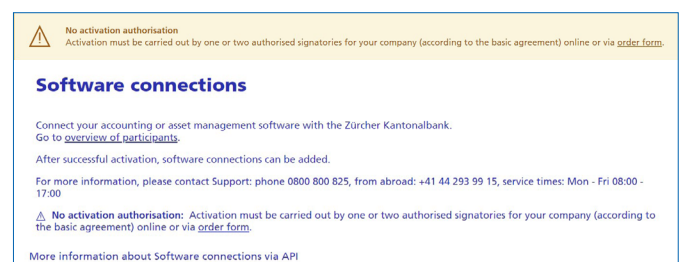 No activation authorisation
Activation must be carried out by one or two authorised signatories for your company (according to the basic agreement) online or via order form.
Software connections
Connect your accounting or asset management software with the Zürcher Kantonalbank.
Go to overview of participants.
After successful activation, software connections can be added.
For more information, please contact Support: phone 0800 800 825, from abroad: +41 44 293 99 15, service times: Mon - Fri 08:00 -
17:00
No activation authorisation: Activation must be carried out by one or two authorised signatories for your company (according to
the basic agreement) online or via order form.
More information about Software connections via API